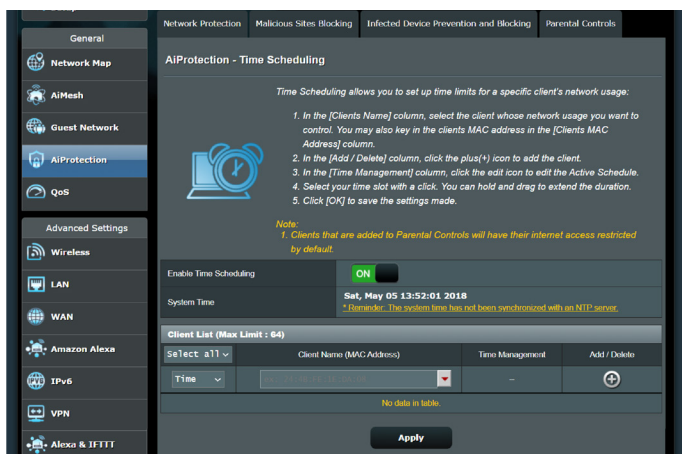 Network Protection
Malicious Sites Blocking
Infected Device Prevention and Blocking
Parental Controls
General
Network Map
AiMesh
Guest Network
AiProtection
QoS
Advanced Settings
Wireless
LAN
WAN
Amazon Alexa
IPv6
VPN
Alexa & IFTTT
AiProtection - Time Scheduling
Time Scheduling allows you to set up time limits for a specific client's network usage:
1. In the [Clients Name] column, select the client whose network usage you want to
control. You may also key in the clients MAC address in the [Clients MAC
Address] column.
2. In the [Add / Delete] column, click the plus(+) icon to add the client.
3. In the [Time Management] column, click the edit icon to edit the Active Schedule.
4. Select your time slot with a click. You can hold and drag to extend the duration.
5. Click [OK] to save the settings made.
Note:
1. Clients that are added to Parental Controls will have their internet access restricted
by default.
Enable Time Scheduling
ON
System Time
Sat, May 05 13:52:01 2018
* Reminder: The system time has not been synchronized with an NTP server.
Client List (Max Limit : 64)
Select all
Client Name (MAC Address)
Time Management
Add / Delete
Time
-
No data in table.
Apply